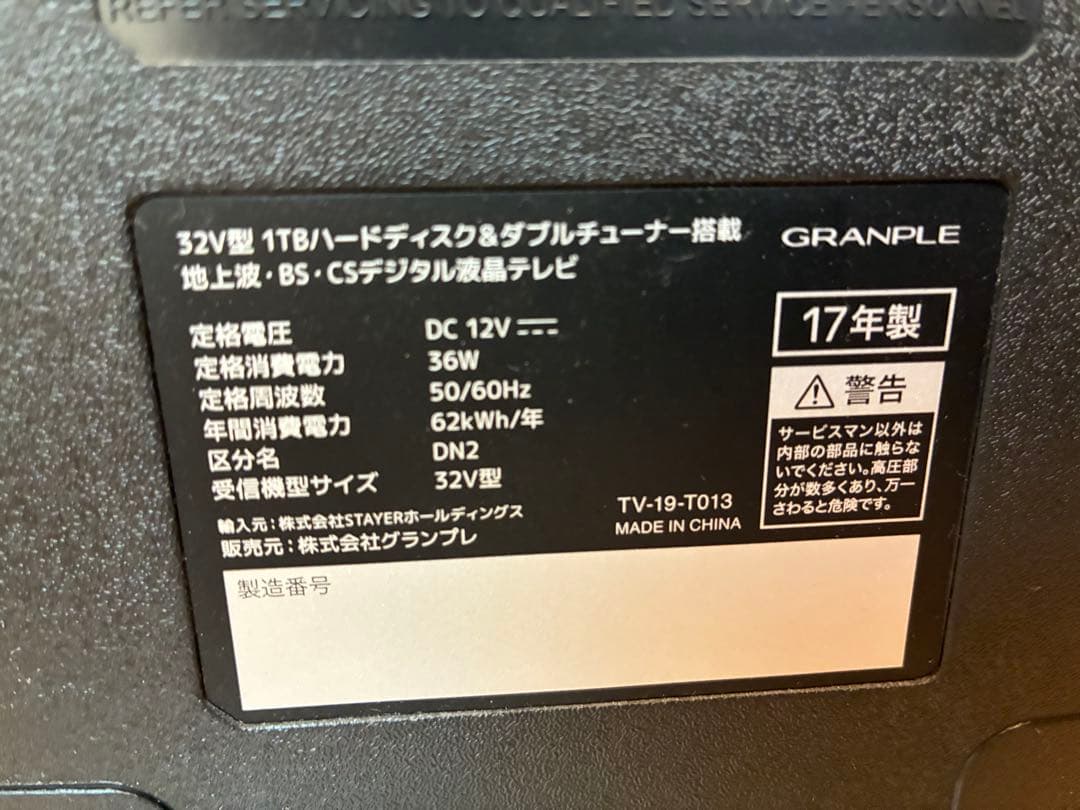 REFER SERVICING TO QUALIFIED SERVICE PERSONNEL
32V型 1TBハードディスク&ダブルチューナー搭載
地上波・BS・CSデジタル液晶テレビ
GRANPLE
定格電圧 DC 12V
定格消費電力 36W
定格周波数 50/60Hz
年間消費電力 62kWh/年
区分名 DN2
受信機型サイズ 32V型
輸入元:株式会社STAYERホールディングス
販売元:株式会社グランプレ
TV-19-T013
MADE IN CHINA
17年製
警告
サービスマン以外は
内部の部品に触らな
いでください。高圧部
分が数多くあり、万一
さわると危険です。
製造番号